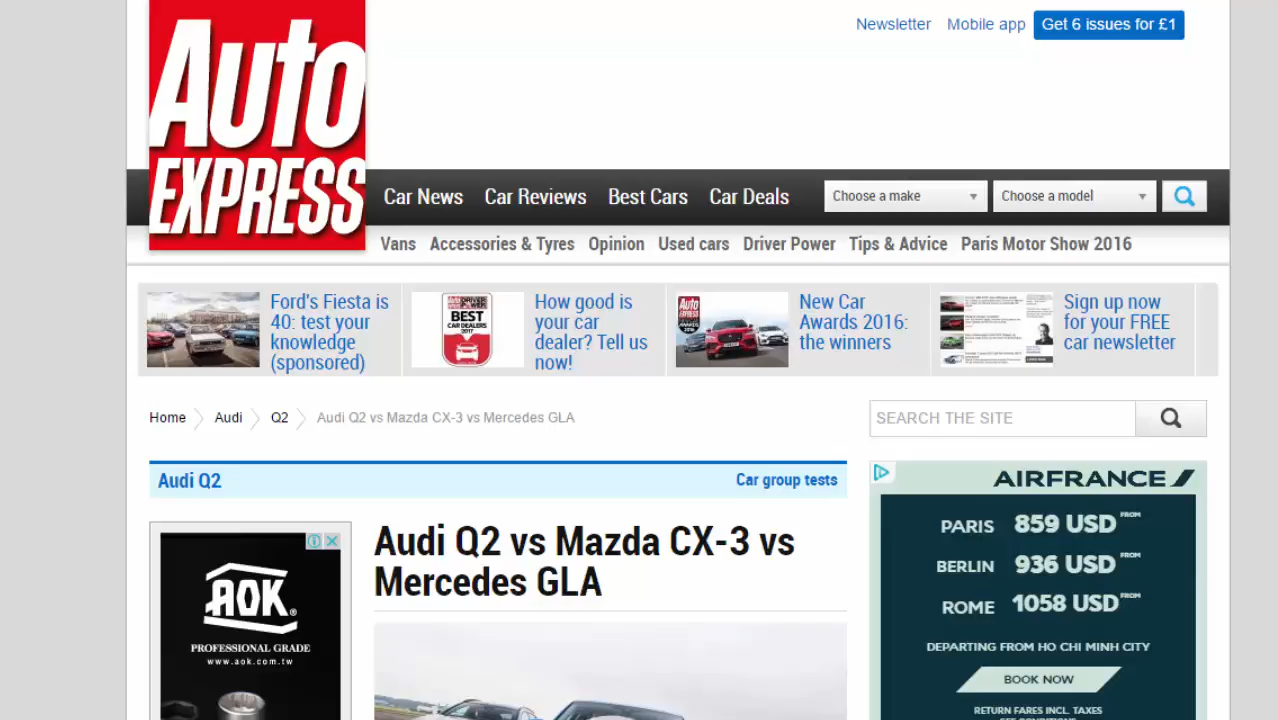 Newsletter Mobile app Get 6 issues for £1
Auto
EXPRESS
Car News Car Reviews Best Cars Car Deals Choose a make Choose a model
Vans Accessories & Tyres Opinion Used cars Driver Power Tips & Advice Paris Motor Show 2016
Ford's Fiesta is
40: test your
knowledge
(sponsored)
BEST
CAR DEALERS
2017
How good is
your car
dealer? Tell us
now!
New Car
Awards 2016:
the winners
Sign up now
for your FREE
car newsletter
Home Audi Q2 Audi Q2 vs Mazda CX-3 vs Mercedes GLA
SEARCH THE SITE
Audi Q2 Car group tests
Audi Q2 vs Mazda CX-3 vs
Mercedes GLA
AOK®
PROFESSIONAL GRADE
www.aok.com.tw
AIRFRANCE
PARIS 859 USD FROM
BERLIN 936 USD FROM
ROME 1058 USD FROM
DEPARTING FROM HO CHI MINH CITY
BOOK NOW
RETURN FARES INCL. TAXES